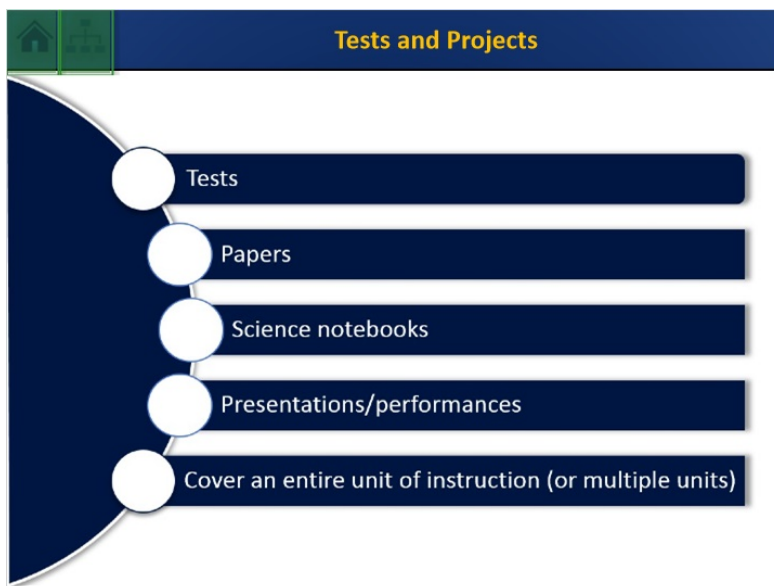 Tests and Projects
Tests
Papers
Science notebooks
Presentations/performances
Cover an entire unit of instruction (or multiple units)